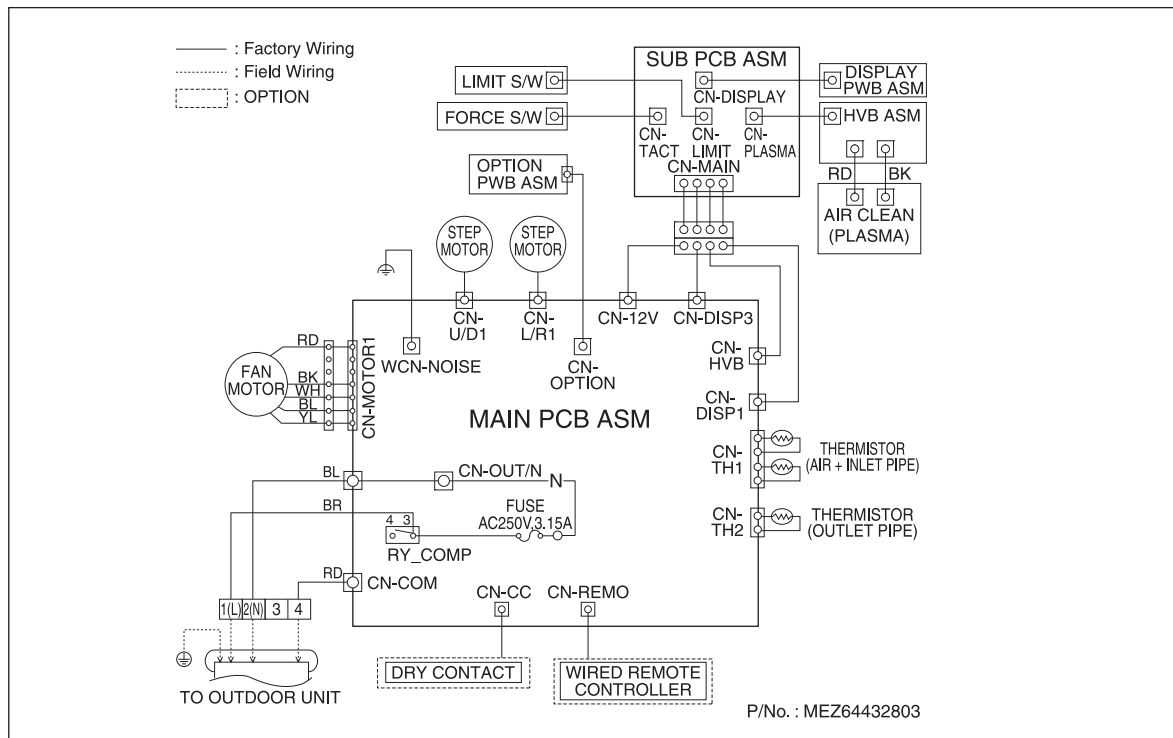 : Factory Wiring
: Field Wiring
: OPTION
SUB PCB ASM
LIMIT S/W
FORCE S/W
CN-DISPLAY
DISPLAY
PWB ASM
HVB ASM
CN-
TACT
CN-
LIMIT
CN-
PLASMA
CN-MAIN
RD
BK
AIR CLEAN
(PLASMA)
OPTION
PWB ASM
STEP
MOTOR
STEP
MOTOR
CN-
U/D1
CN-
L/R1
CN-12V
CN-DISP3
WCN-NOISE
CN-
OPTION
CN-
HVB
CN-
DISP1
RD
FAN
MOTOR
BK
WH
BL
YL
CN-MOTOR1
MAIN PCB ASM
CN-
TH1
THERMISTOR
(AIR + INLET PIPE)
CN-
TH2
THERMISTOR
(OUTLET PIPE)
BL
CN-OUT/N
N
BR
FUSE
AC250V,3.15A
4 3
RY_COMP
RD
CN-COM
1(L) 2(N) 3 4
TO OUTDOOR UNIT
CN-CC
CN-REMO
DRY CONTACT
WIRED REMOTE
CONTROLLER
P/No. : MEZ64432803